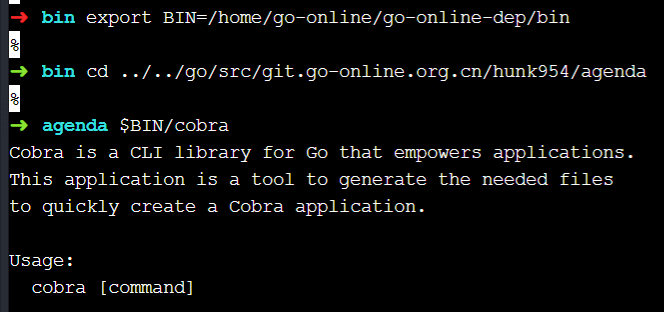 ➜ bin export BIN=/home/go-online/go-online-dep/bin
%
➜ bin cd ../../go/src/git.go-online.org.cn/hunk954/agenda
%
➜ agenda $BIN/cobra
Cobra is a CLI library for Go that empowers applications.
This application is a tool to generate the needed files
to quickly create a Cobra application.
Usage:
cobra [command]